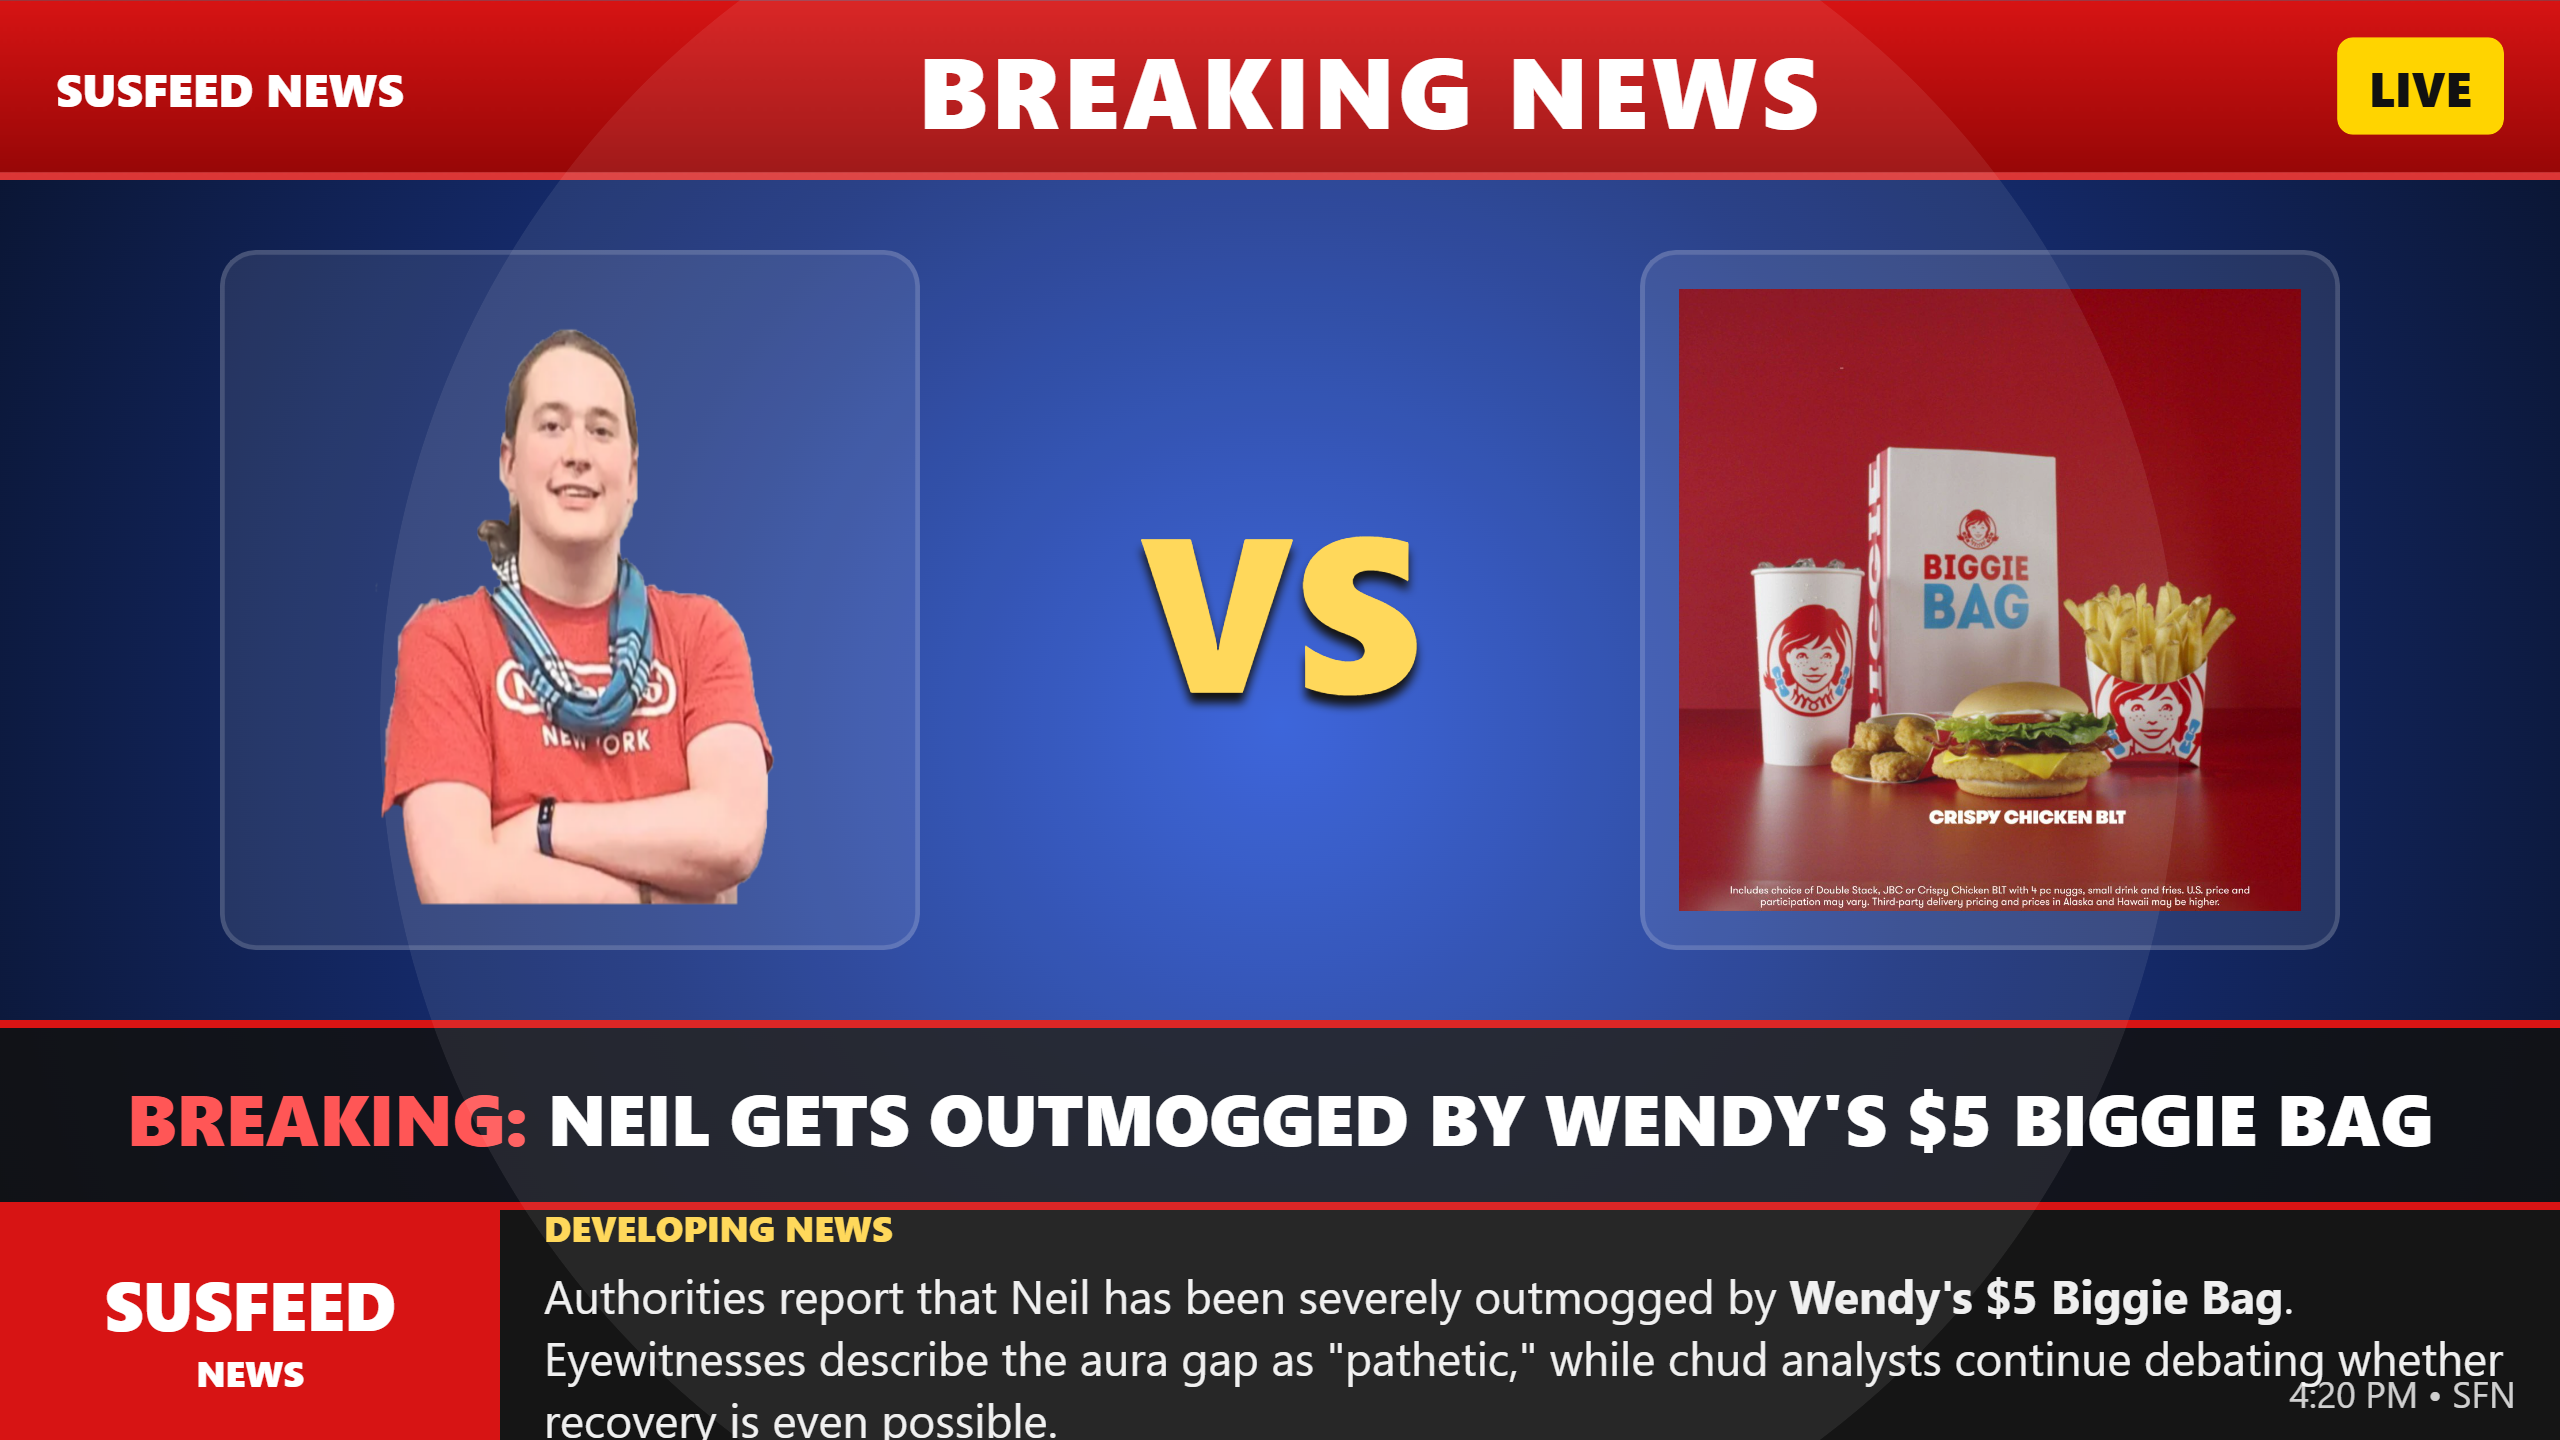 SUSFEED NEWS
BREAKING NEWS
LIVE
NEW YORK
VS
BIGGIE
BIGGIE
BAG
CRISPY CHICKEN BLT
Includes choice of Double Stack, JBC or Crispy Chicken BLT with 4 pc nuggs, small drink and fries. U.S. price and
participation may vary. Third-party delivery pricing and prices in Alaska and Hawaii may be higher.
BREAKING: NEIL GETS OUTMOGGED BY WENDY'S $5 BIGGIE BAG
SUSFEED
NEWS
DEVELOPING NEWS
Authorities report that Neil has been severely outmogged by Wendy's $5 Biggie Bag.
Eyewitnesses describe the aura gap as "pathetic," while chud analysts continue debating whether
recovery is even possible.
4:20 PM • SFN